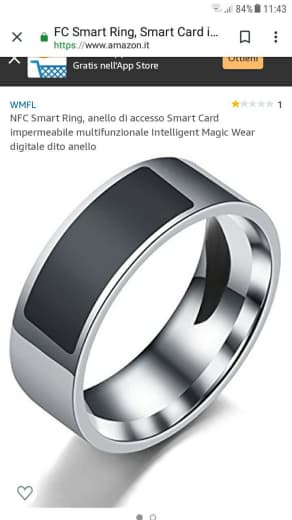 84% 11:43
FC Smart Ring, Smart Card i...
https://www.amazon.it
Gratis nell'App Store
Ottieni
WMFL
1
NFC Smart Ring, anello di accesso Smart Card
impermeabile multifunzionale Intelligent Magic Wear
digitale dito anello